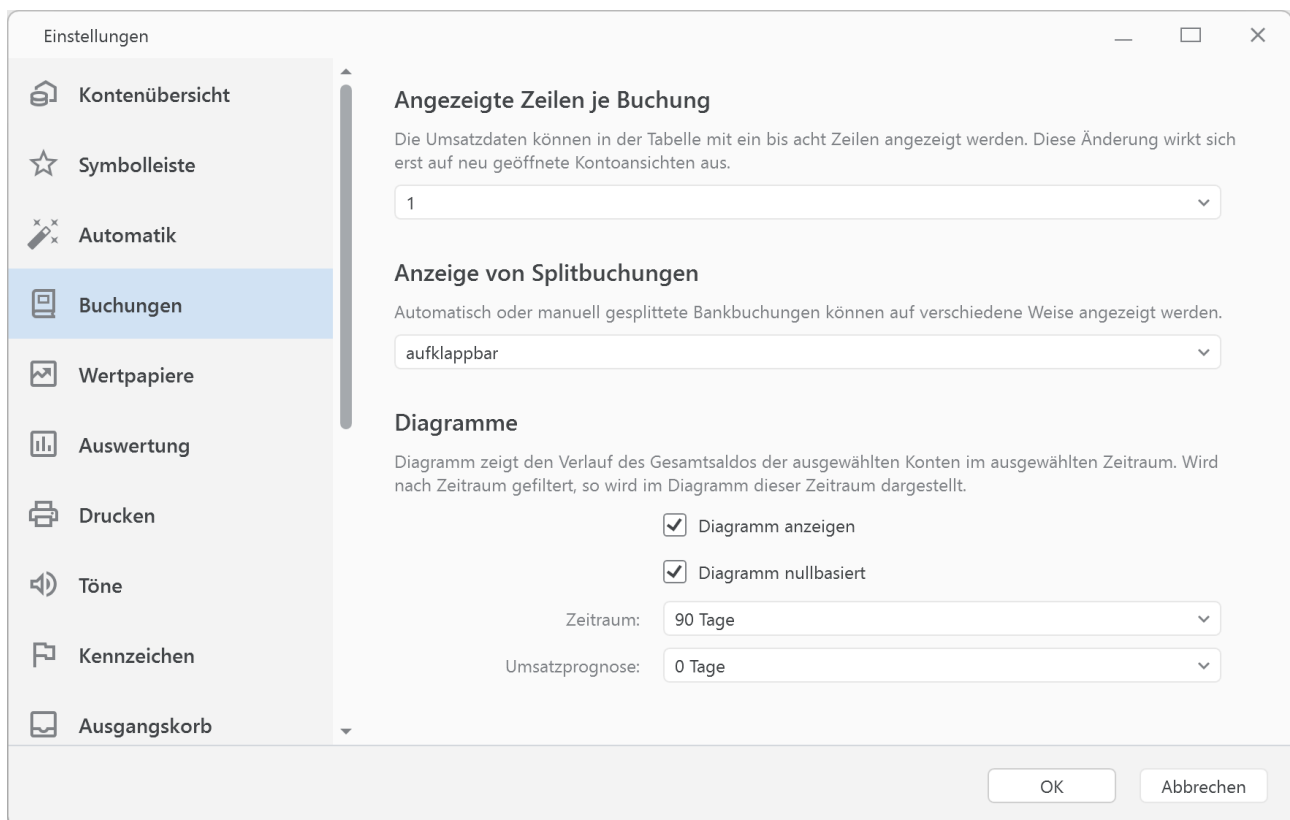 Einstellungen
Kontenübersicht
Symbolleiste
Automatik
Buchungen
Wertpapiere
Auswertung
Drucken
Töne
Kennzeichen
Ausgangskorb
Angezeigte Zeilen je Buchung
Die Umsatzdaten können in der Tabelle mit ein bis acht Zeilen angezeigt werden. Diese Änderung wirkt sich
erst auf neu geöffnete Kontoansichten aus.
1
Anzeige von Splitbuchungen
Automatisch oder manuell gesplittete Bankbuchungen können auf verschiedene Weise angezeigt werden.
aufklappbar
Diagramme
Diagramm zeigt den Verlauf des Gesamtsaldos der ausgewählten Konten im ausgewählten Zeitraum. Wird
nach Zeitraum gefiltert, so wird im Diagramm dieser Zeitraum dargestellt.
Diagramm anzeigen
Diagramm nullbasiert
Zeitraum: 90 Tage
Umsatzprognose: 0 Tage
OK Abbrechen